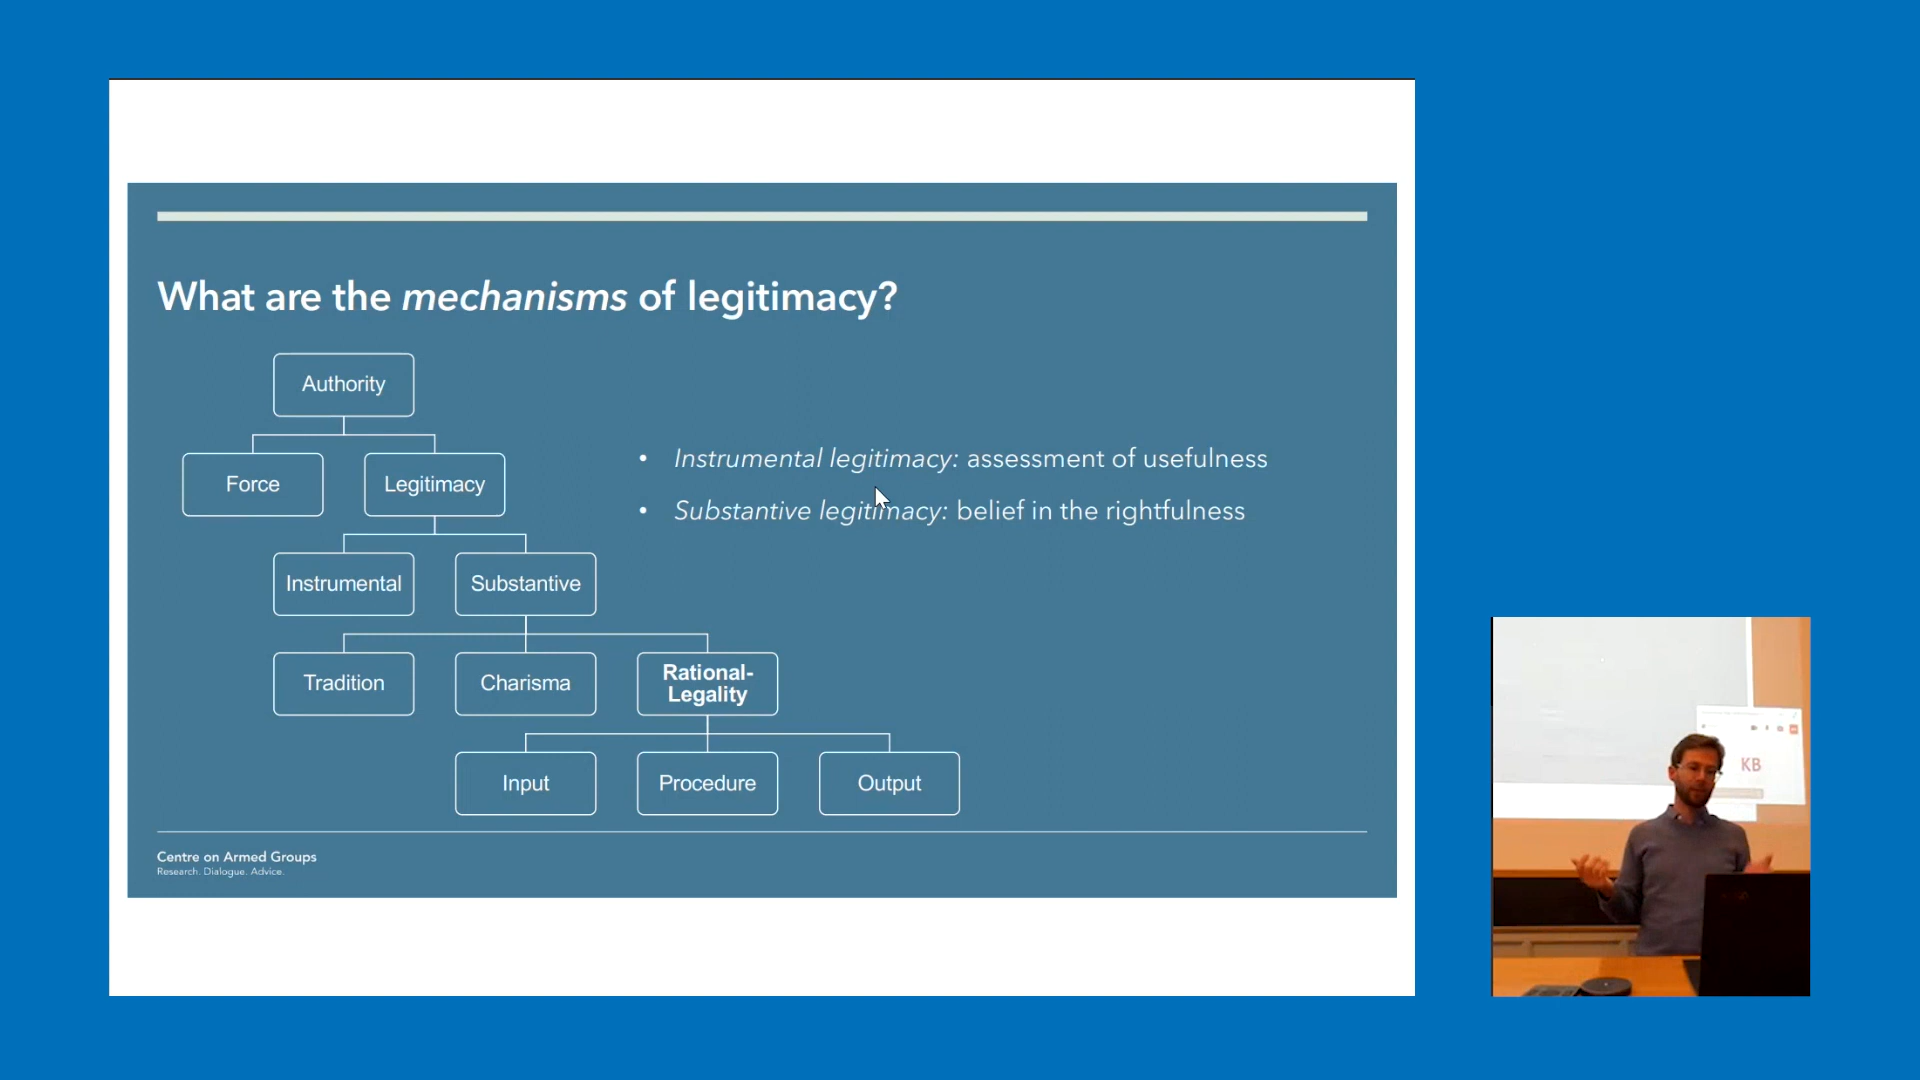 What are the mechanisms of legitimacy?
Authority
Force
Legitimacy
• Instrumental legitimacy: assessment of usefulness
• Substantive legitimacy: belief in the rightfulness
Instrumental
Substantive
Tradition
Charisma
Rational-
Legality
Input
Procedure
Output
Centre on Armed Groups
Research. Dialogue. Advice.
KB